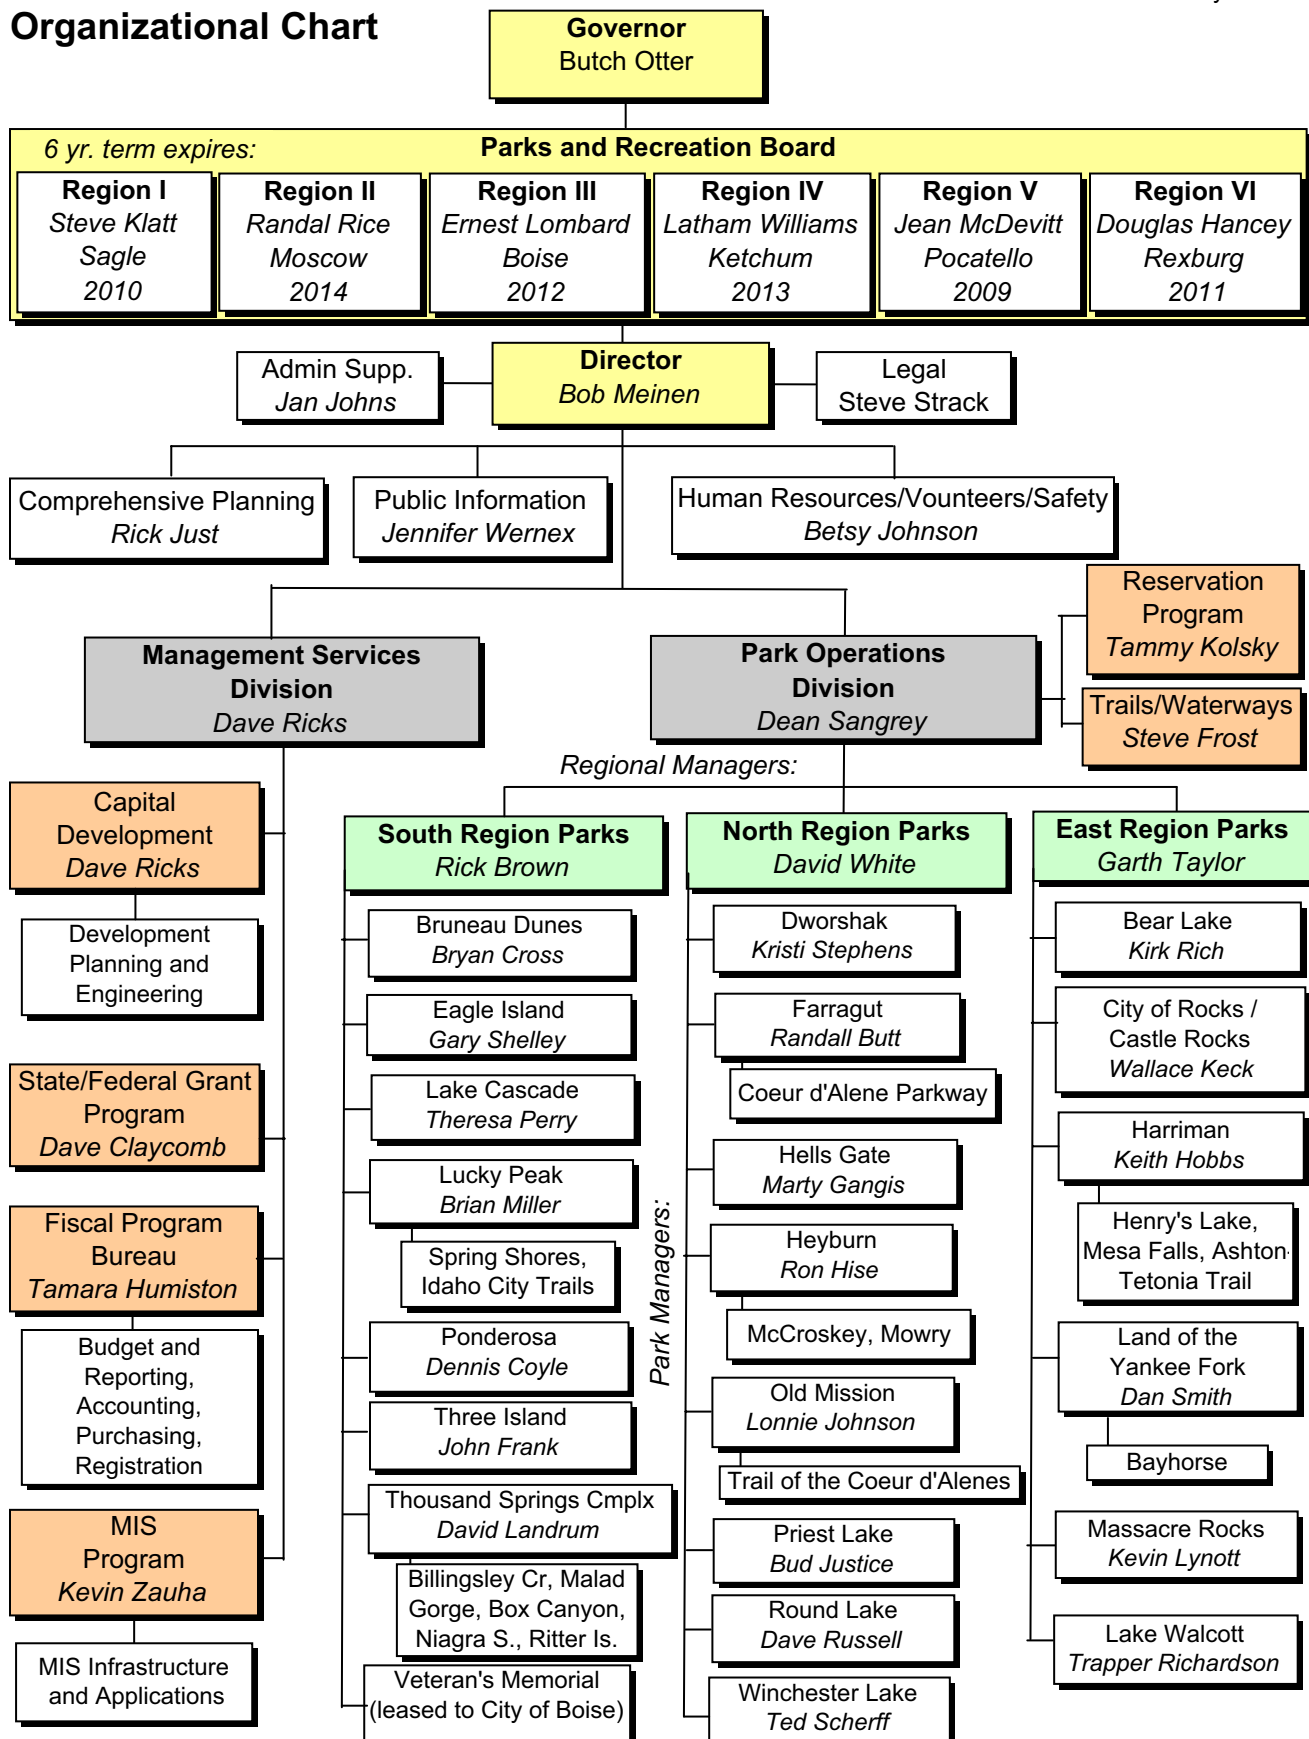 Organizational Chart
Governor
Butch Otter
6 yr. term expires:
Parks and Recreation Board
Region I
Steve Klatt
Sagle
2010
Region II
Randal Rice
Moscow
2014
Region III
Ernest Lombard
Boise
2012
Region IV
Latham Williams
Ketchum
2013
Region V
Jean McDevitt
Pocatello
2009
Region VI
Douglas Hancey
Rexburg
2011
Admin Supp.
Jan Johns
Director
Bob Meinen
Legal
Steve Strack
Comprehensive Planning
Rick Just
Public Information
Jennifer Wernex
Human Resources/Vounteers/Safety
Betsy Johnson
Reservation
Program
Tammy Kolsky
Trails/Waterways
Steve Frost
Management Services
Division
Dave Ricks
Park Operations
Division
Dean Sangrey
Regional Managers:
Capital
Development
Dave Ricks
Development
Planning and
Engineering
State/Federal Grant
Program
Dave Claycomb
Fiscal Program
Bureau
Tamara Humiston
Budget and
Reporting,
Accounting,
Purchasing,
Registration
MIS
Program
Kevin Zauha
MIS Infrastructure
and Applications
South Region Parks
Rick Brown
Bruneau Dunes
Bryan Cross
Eagle Island
Gary Shelley
Lake Cascade
Theresa Perry
Lucky Peak
Brian Miller
Spring Shores,
Idaho City Trails
Ponderosa
Dennis Coyle
Three Island
John Frank
Thousand Springs Cmplx
David Landrum
Billingsley Cr, Malad
Gorge, Box Canyon,
Niagra S., Ritter Is.
Veteran's Memorial
(leased to City of Boise)
Park Managers:
North Region Parks
David White
Dworshak
Kristi Stephens
Farragut
Randall Butt
Coeur d'Alene Parkway
Hells Gate
Marty Gangis
Heyburn
Ron Hise
McCroskey, Mowry
Old Mission
Lonnie Johnson
Trail of the Coeur d'Alenes
Priest Lake
Bud Justice
Round Lake
Dave Russell
Winchester Lake
Ted Scherff
East Region Parks
Garth Taylor
Bear Lake
Kirk Rich
City of Rocks /
Castle Rocks
Wallace Keck
Harriman
Keith Hobbs
Henry's Lake,
Mesa Falls, Ashton-
Tetonia Trail
Land of the
Yankee Fork
Dan Smith
Bayhorse
Massacre Rocks
Kevin Lynott
Lake Walcott
Trapper Richardson